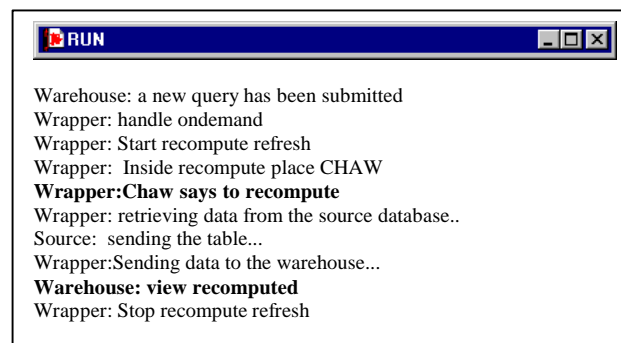 RUN
Warehouse: a new query has been submitted
Wrapper: handle ondemand
Wrapper: Start recompute refresh
Wrapper:  Inside recompute place CHAW
Wrapper:Chaw says to recompute
Wrapper: retrieving data from the source database..
Source:  sending the table...
Wrapper:Sending data to the warehouse...
Warehouse: view recomputed
Wrapper: Stop recompute refresh